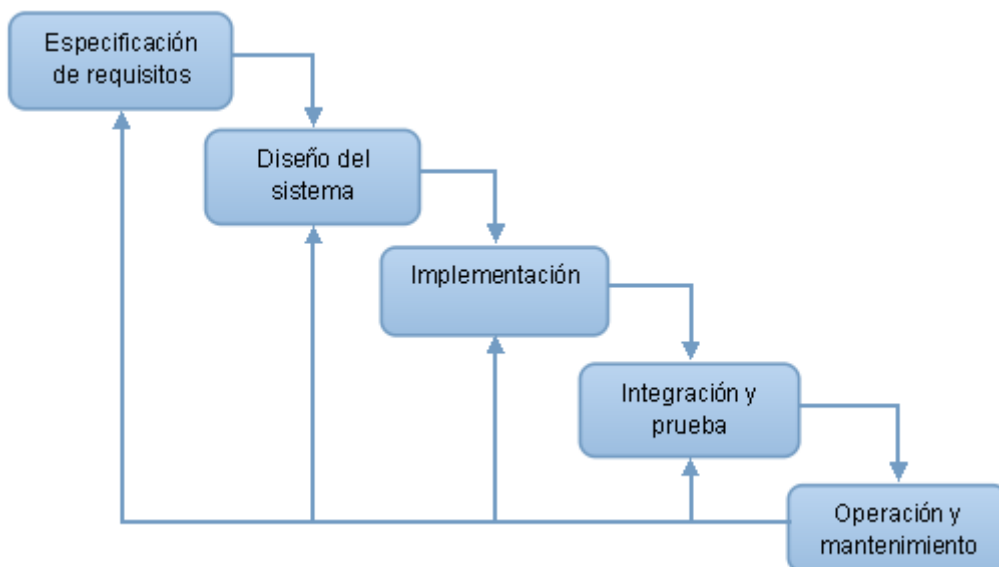 Especificación
de requisitos
Diseño del
sistema
Implementación
Integración y
prueba
Operación y
mantenimiento